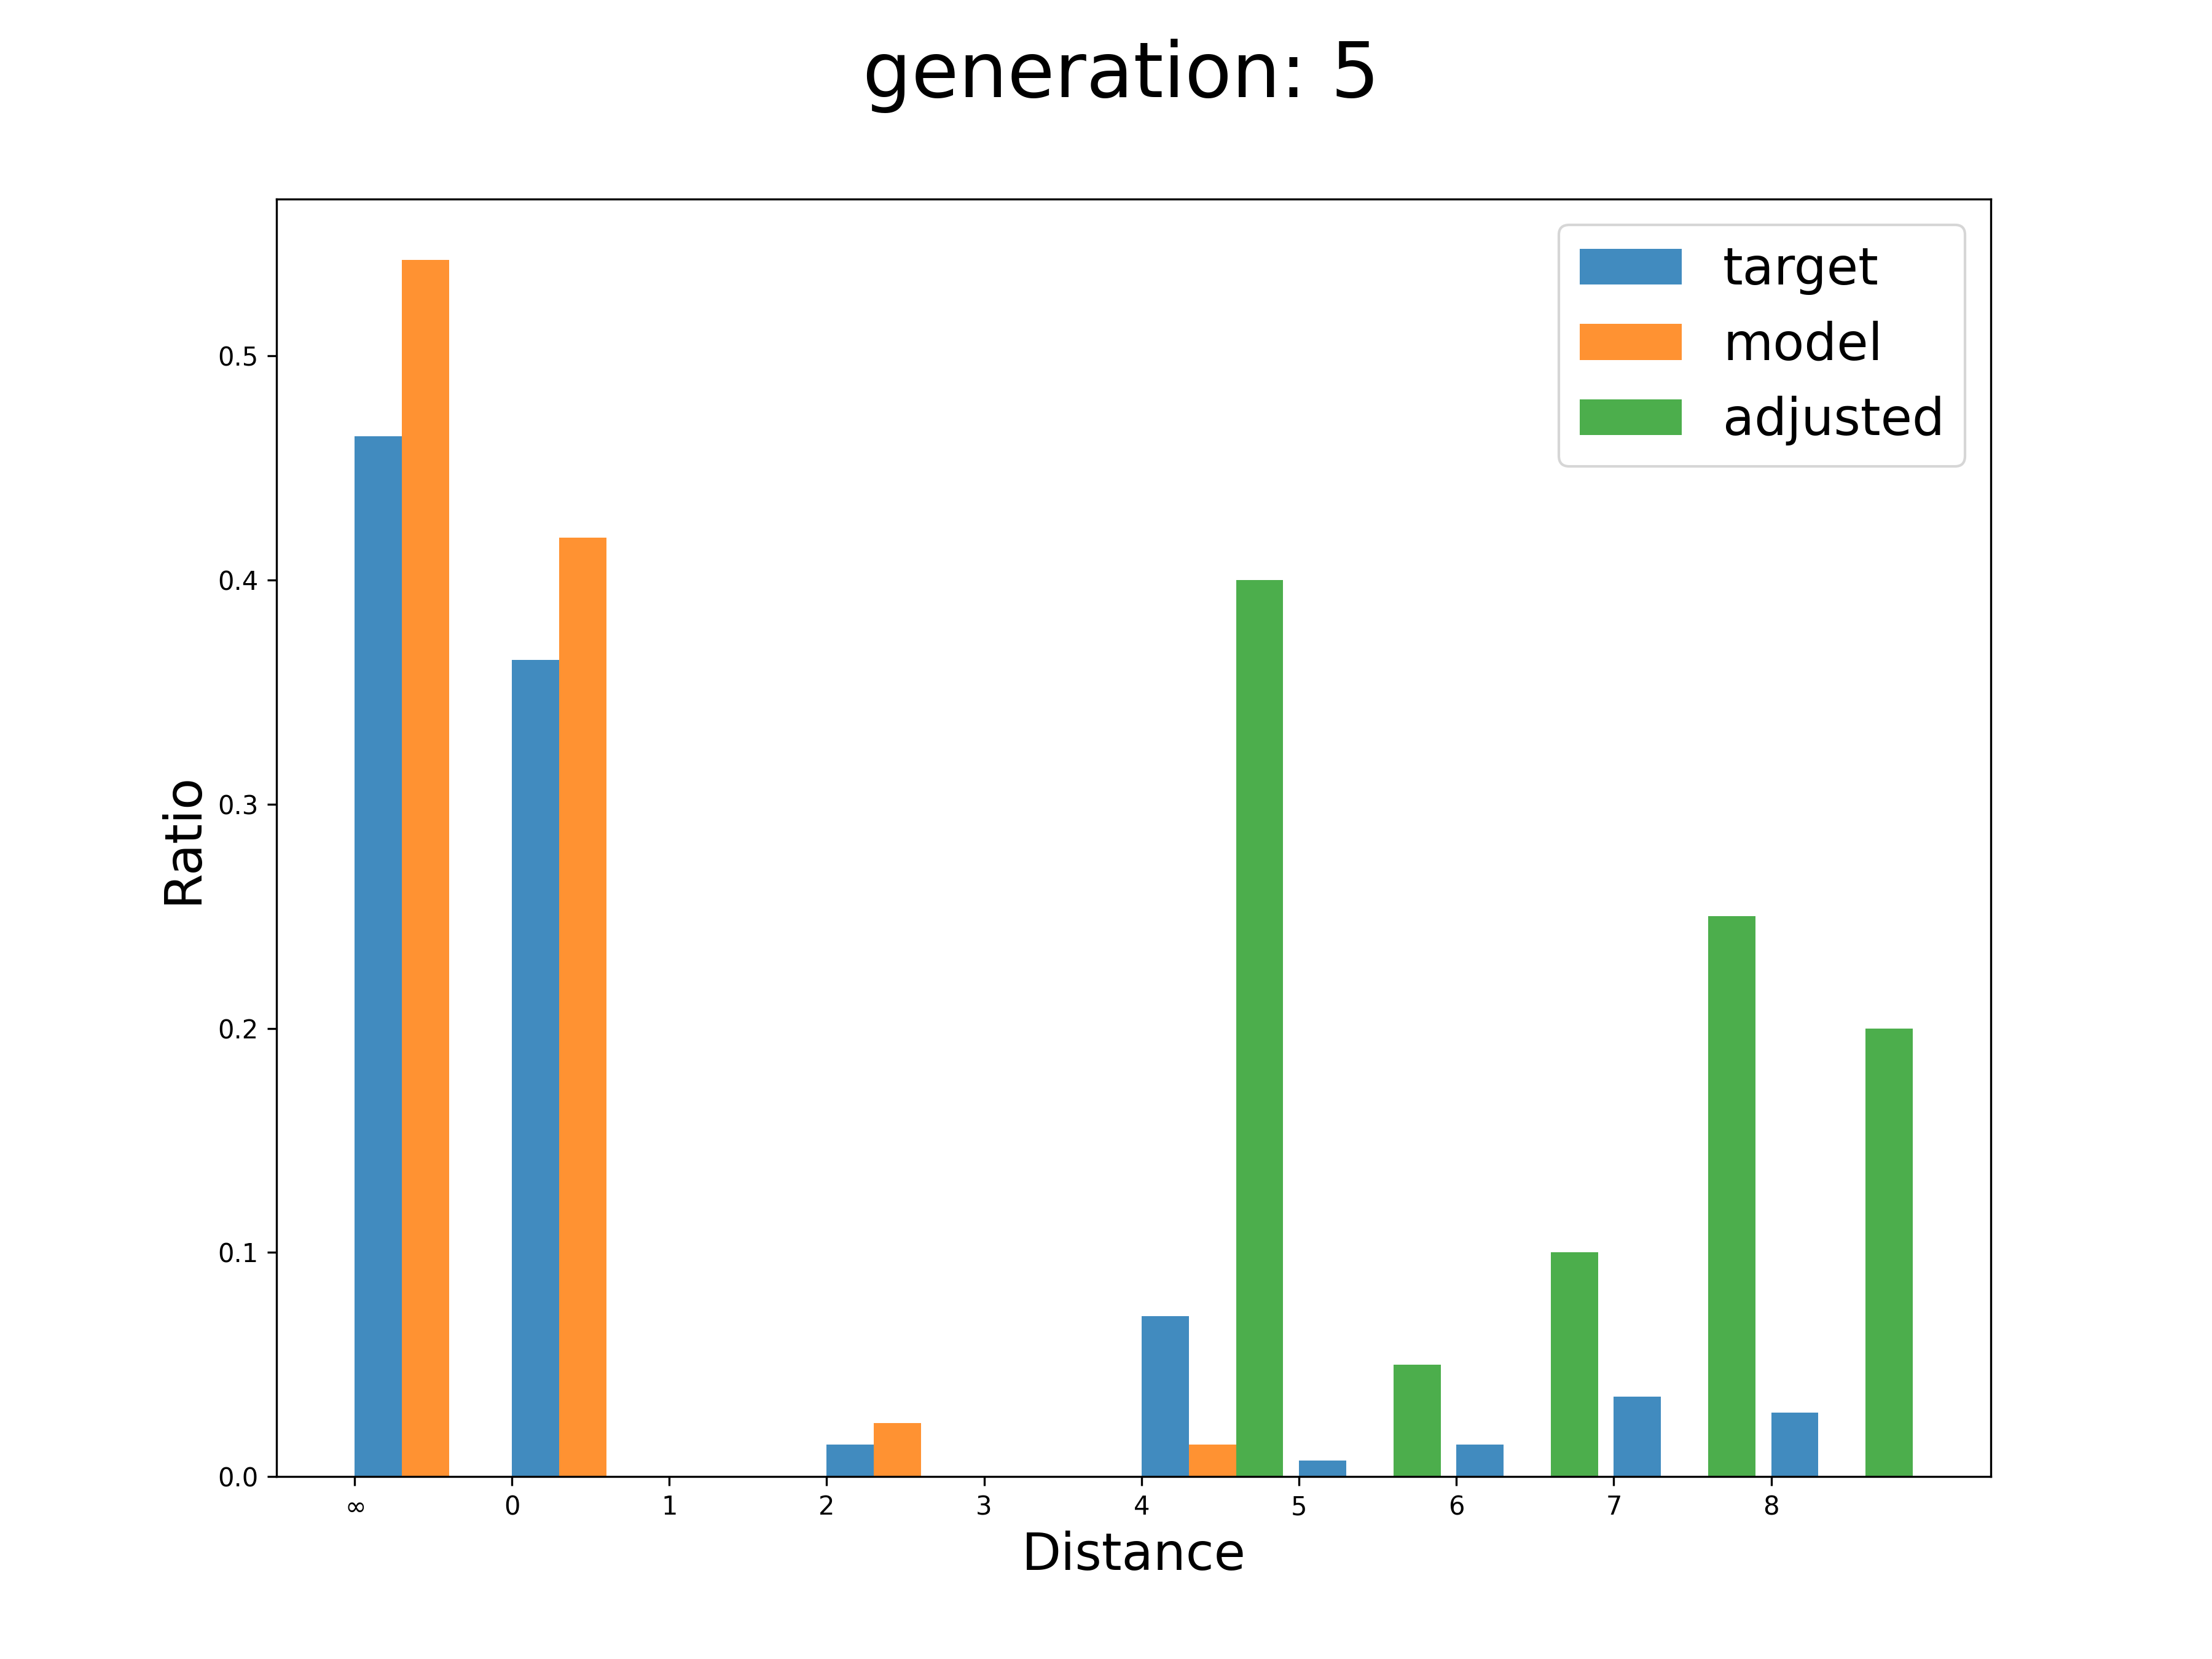 generation: 5
target
model
adjusted
0.5
0.4
0.3
0.2
0.1
0.0
Ratio
∞ 0 1 2 3 4 5 6 7 8
Distance